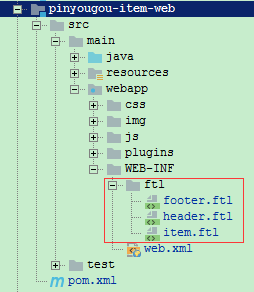 pinyougou-item-web
src
main
java
resources
webapp
css
img
js
plugins
WEB-INF
ftl
footer.ftl
header.ftl
item.ftl
web.xml
test
pom.xml